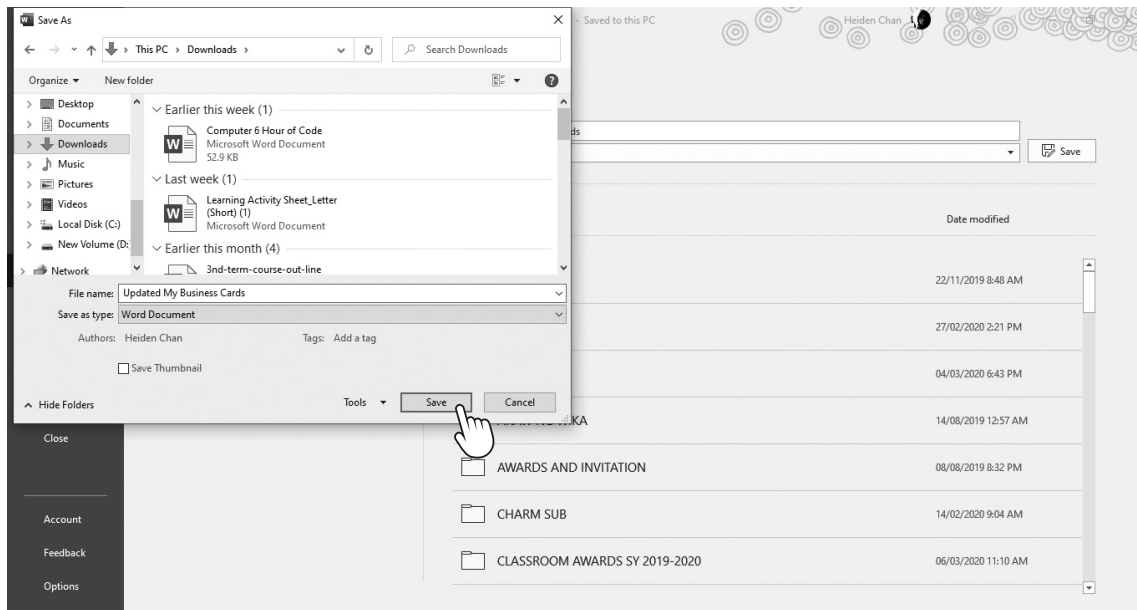 Save As
This PC > Downloads >
Search Downloads
Organize
New folder
Desktop
Documents
Downloads
Music
Pictures
Videos
Local Disk (C:)
New Volume (D:
Network
Earlier this week (1)
Computer 6 Hour of Code
Microsoft Word Document
52.9 KB
Last week (1)
Learning Activity Sheet_Letter
(Short) (1)
Microsoft Word Document
Earlier this month (4)
3nd-term-course-out-line
File name: Updated My Business Cards
Save as type: Word Document
Authors: Heiden Chan
Tags: Add a tag
Save Thumbnail
Hide Folders
Tools
Save
Cancel
- Saved to this PC
Heiden Chan
ds
Save
Date modified
22/11/2019 8:48 AM
27/02/2020 2:21 PM
04/03/2020 6:43 PM
14/08/2019 12:57 AM
AWARDS AND INVITATION 08/08/2019 8:32 PM
CHARM SUB 14/02/2020 9:04 AM
CLASSROOM AWARDS SY 2019-2020 06/03/2020 11:10 AM
Close
Account
Feedback
Options